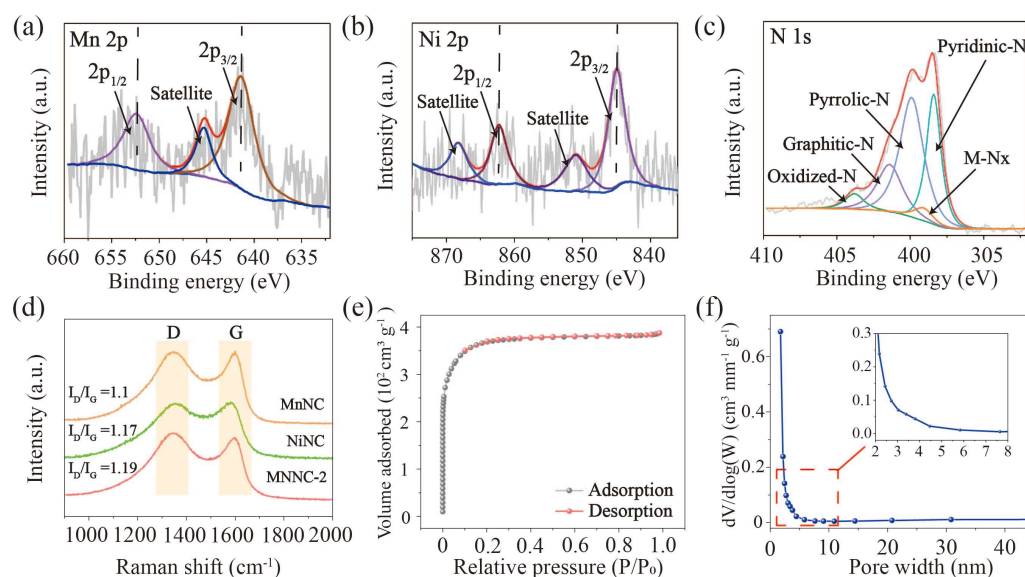 (a)
Mn 2p
2p1/2
Satellite
2p3/2
Intensity (a.u.)
660 655 650 645 640 635
Binding energy (eV)
(b)
Ni 2p
Satellite
2p1/2
Satellite
2p3/2
Intensity (a.u.)
870 860 850 840
Binding energy (eV)
(c)
N 1s
Pyridinic-N
Pyrrolic-N
Graphitic-N
Oxidized-N
M-Nx
Intensity (a.u.)
410 405 400 305
Binding energy (eV)
(d)
D G
ID/IG =1.1
MnNC
ID/IG =1.17
NiNC
ID/IG =1.19
MNNC-2
Intensity (a.u.)
1000 1200 1400 1600 1800 2000
Raman shift (cm-1)
(e)
Volume adsorbed (10² cm³ g-1)
4
3
2
1
0
Adsorption
Desorption
0 0.2 0.4 0.6 0.8 1.0
Relative pressure (P/P₀)
(f)
dV/dlog(W) (cm³ mm-1 g-1)
0.6
0.4
0.2
0.0
0.3
0.2
0.1
0.0
2 3 4 5 6 7 8
0 10 20 30 40
Pore width (nm)